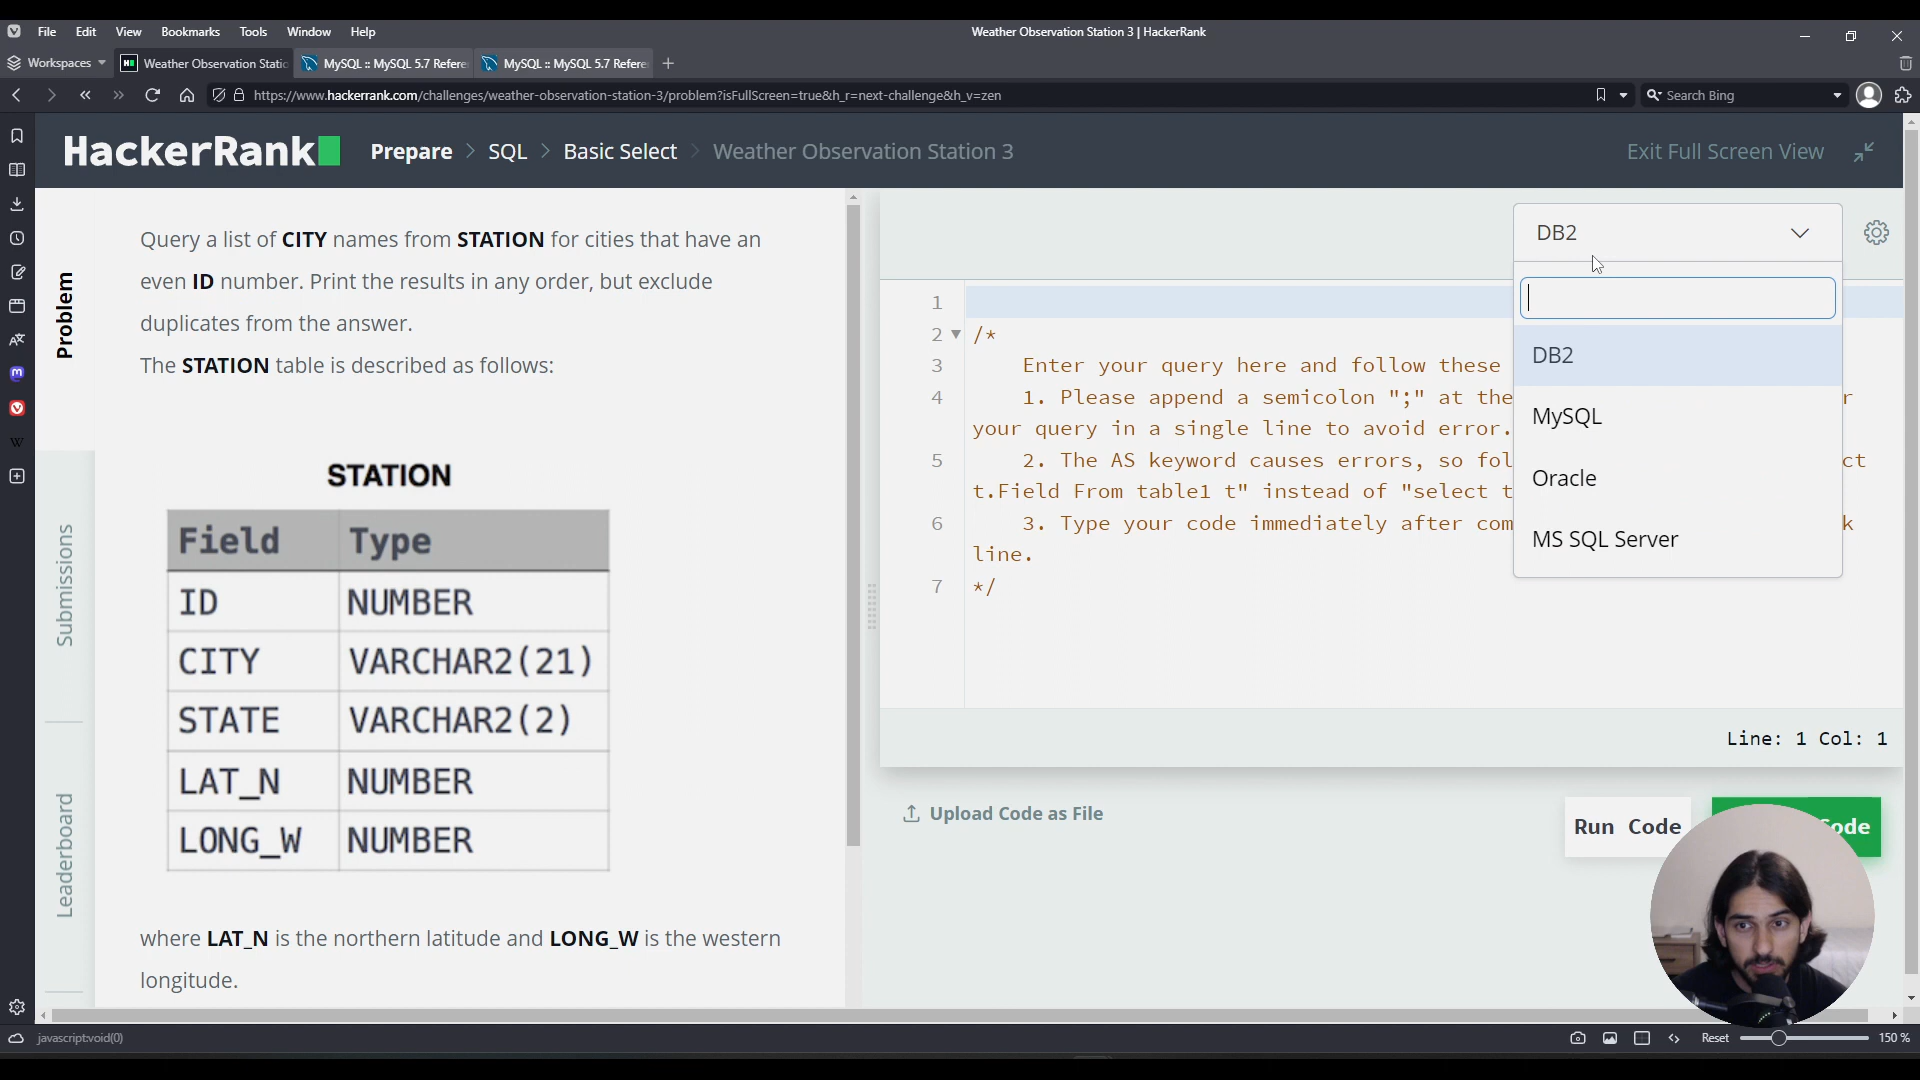 File Edit View Bookmarks Tools Window Help
Weather Observation Station 3 | HackerRank
Workspaces
Weather Observation Static
MySQL :: MySQL 5.7 Refere
MySQL :: MySQL 5.7 Refere
https://www.hackerrank.com/challenges/weather-observation-station-3/problem?isFullScreen=true&h_r=next-challenge&h_v=zen
Search Bing
HackerRank
Prepare > SQL > Basic Select > Weather Observation Station 3
Exit Full Screen View
Problem
Submissions
Leaderboard
Query a list of CITY names from STATION for cities that have an
even ID number. Print the results in any order, but exclude
duplicates from the answer.
The STATION table is described as follows:
STATION
Field Type
ID NUMBER
CITY VARCHAR2(21)
STATE VARCHAR2(2)
LAT_N NUMBER
LONG_W NUMBER
where LAT_N is the northern latitude and LONG_W is the western
longitude.
DB2
DB2
MySQL
Oracle
MS SQL Server
1
2 /*
3 Enter your query here and follow these
4 1. Please append a semicolon ";" at the
your query in a single line to avoid error.
5 2. The AS keyword causes errors, so
t.Field From table1 t" instead of "select
6 3. Type your code immediately after
line.
7 */
Line: 1 Col: 1
Upload Code as File
Run Code
javascript:void(0)
Reset
150 %